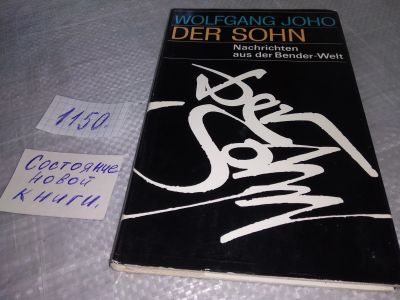 WOLFGANG JOHO
DER SOHN
Nachrichten
aus der Bender-Welt
Der
Sohn
1150.
Состояние
новой
книги.